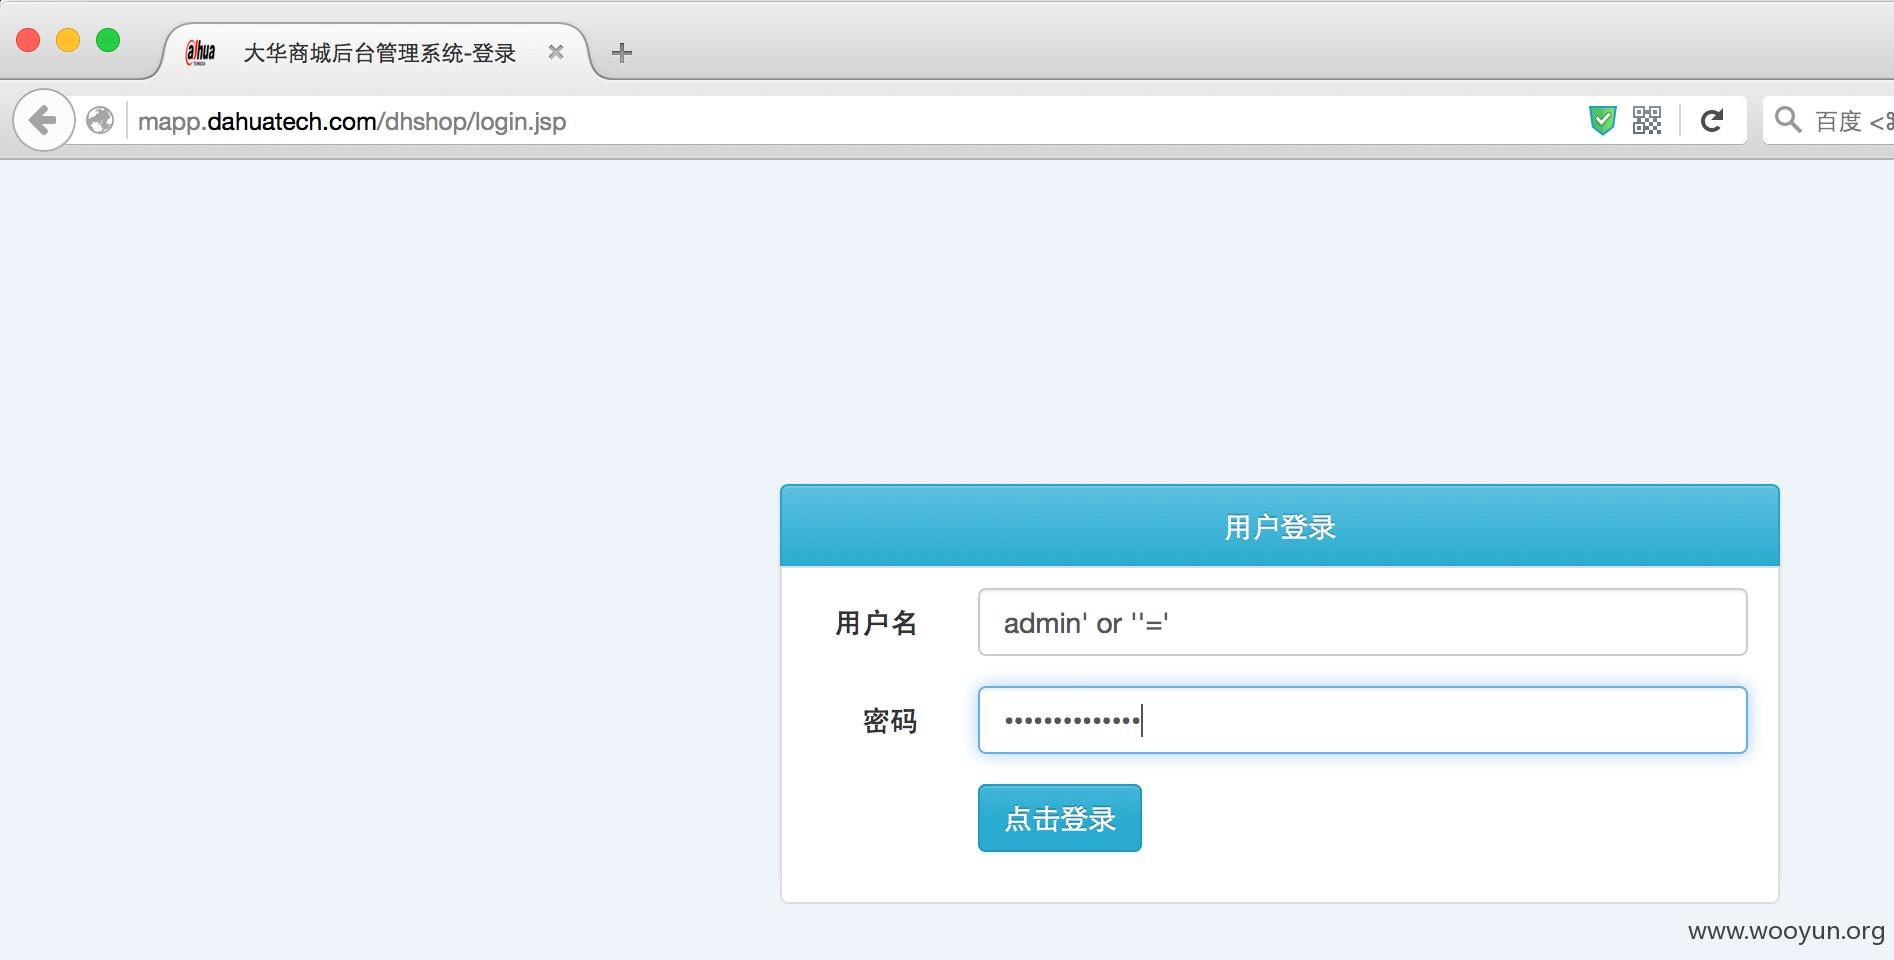 alhua
大华商城后台管理系统-登录
mapp.dahuatech.com/dhshop/login.jsp
百度 <⌘
用户登录
用户名
admin' or ''='
密码
••••••••••••••
点击登录
www.wooyun.org